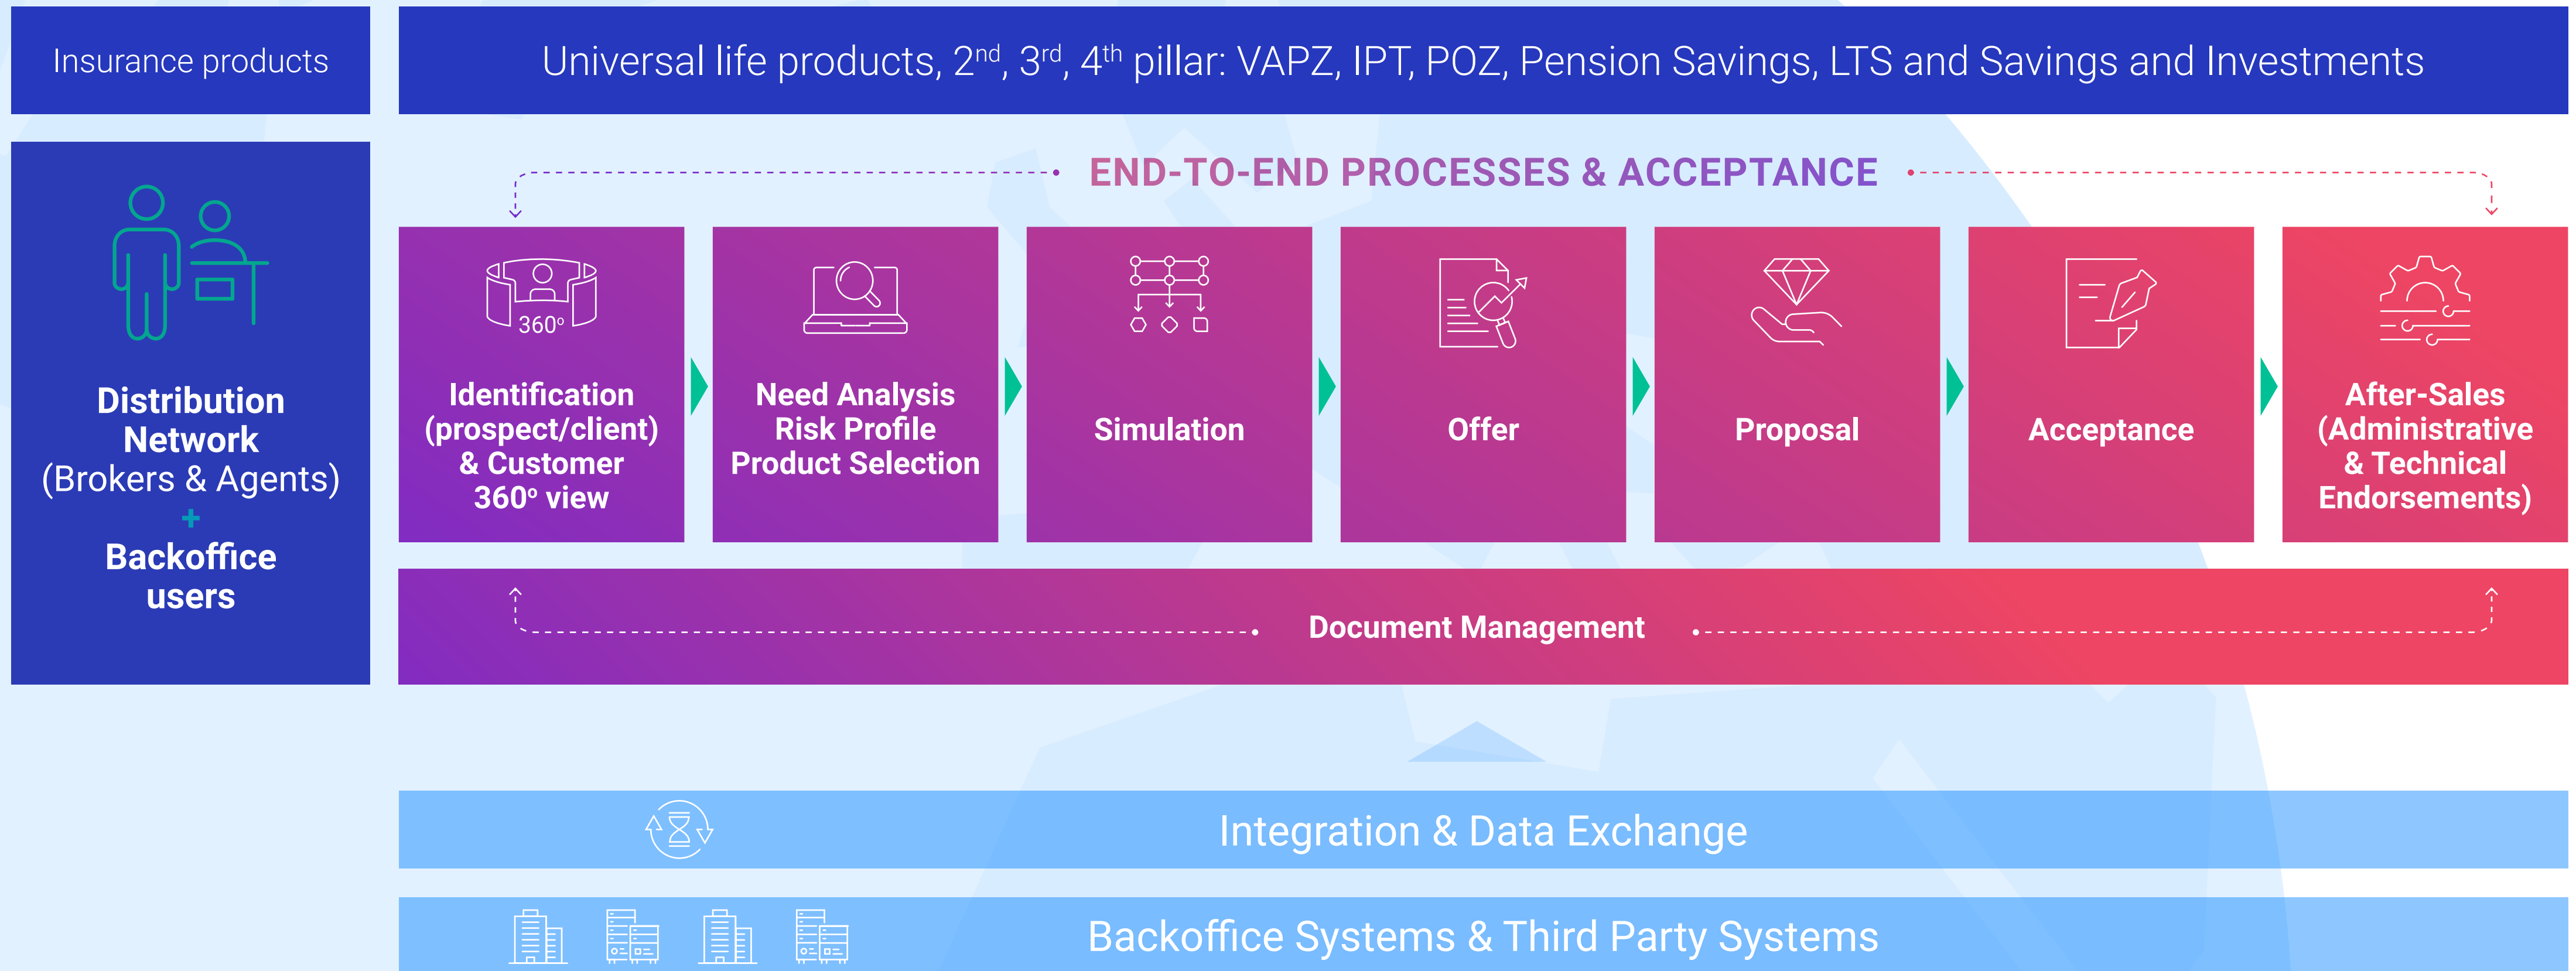 Insurance products
Universal life products, 2nd, 3rd, 4th pillar: VAPZ, IPT, POZ, Pension Savings, LTS and Savings and Investments
Distribution
Network
(Brokers & Agents)
+
Backoffice
users
END-TO-END PROCESSES & ACCEPTANCE
360º
Identification
(prospect/client)
& Customer
360º view
Need Analysis
Risk Profile
Product Selection
Simulation
Offer
Proposal
Acceptance
After-Sales
(Administrative
& Technical
Endorsements)
Document Management
Integration & Data Exchange
Backoffice Systems & Third Party Systems